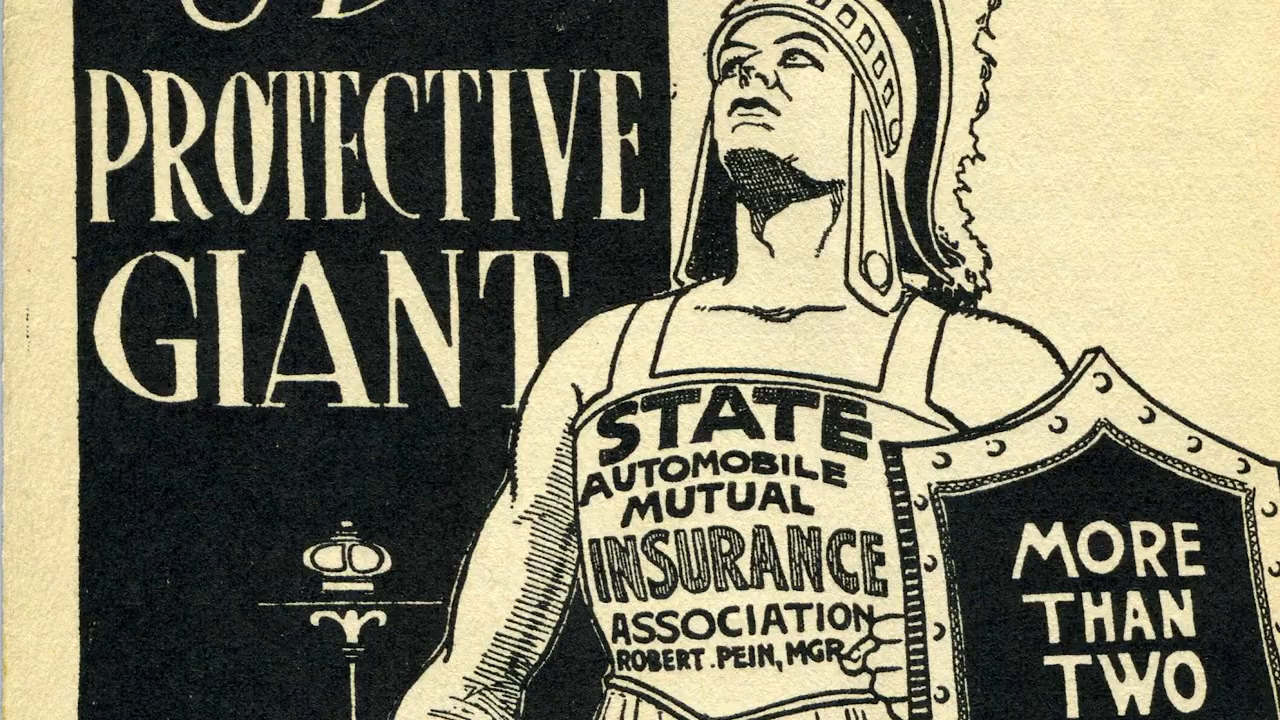 PROTECTIVE
GIANT
STATE
AUTOMOBILE
MUTUAL
INSURANCE
ASSOCIATION
ROBERT.PEIN, MGR.
MORE
THAN
TWO